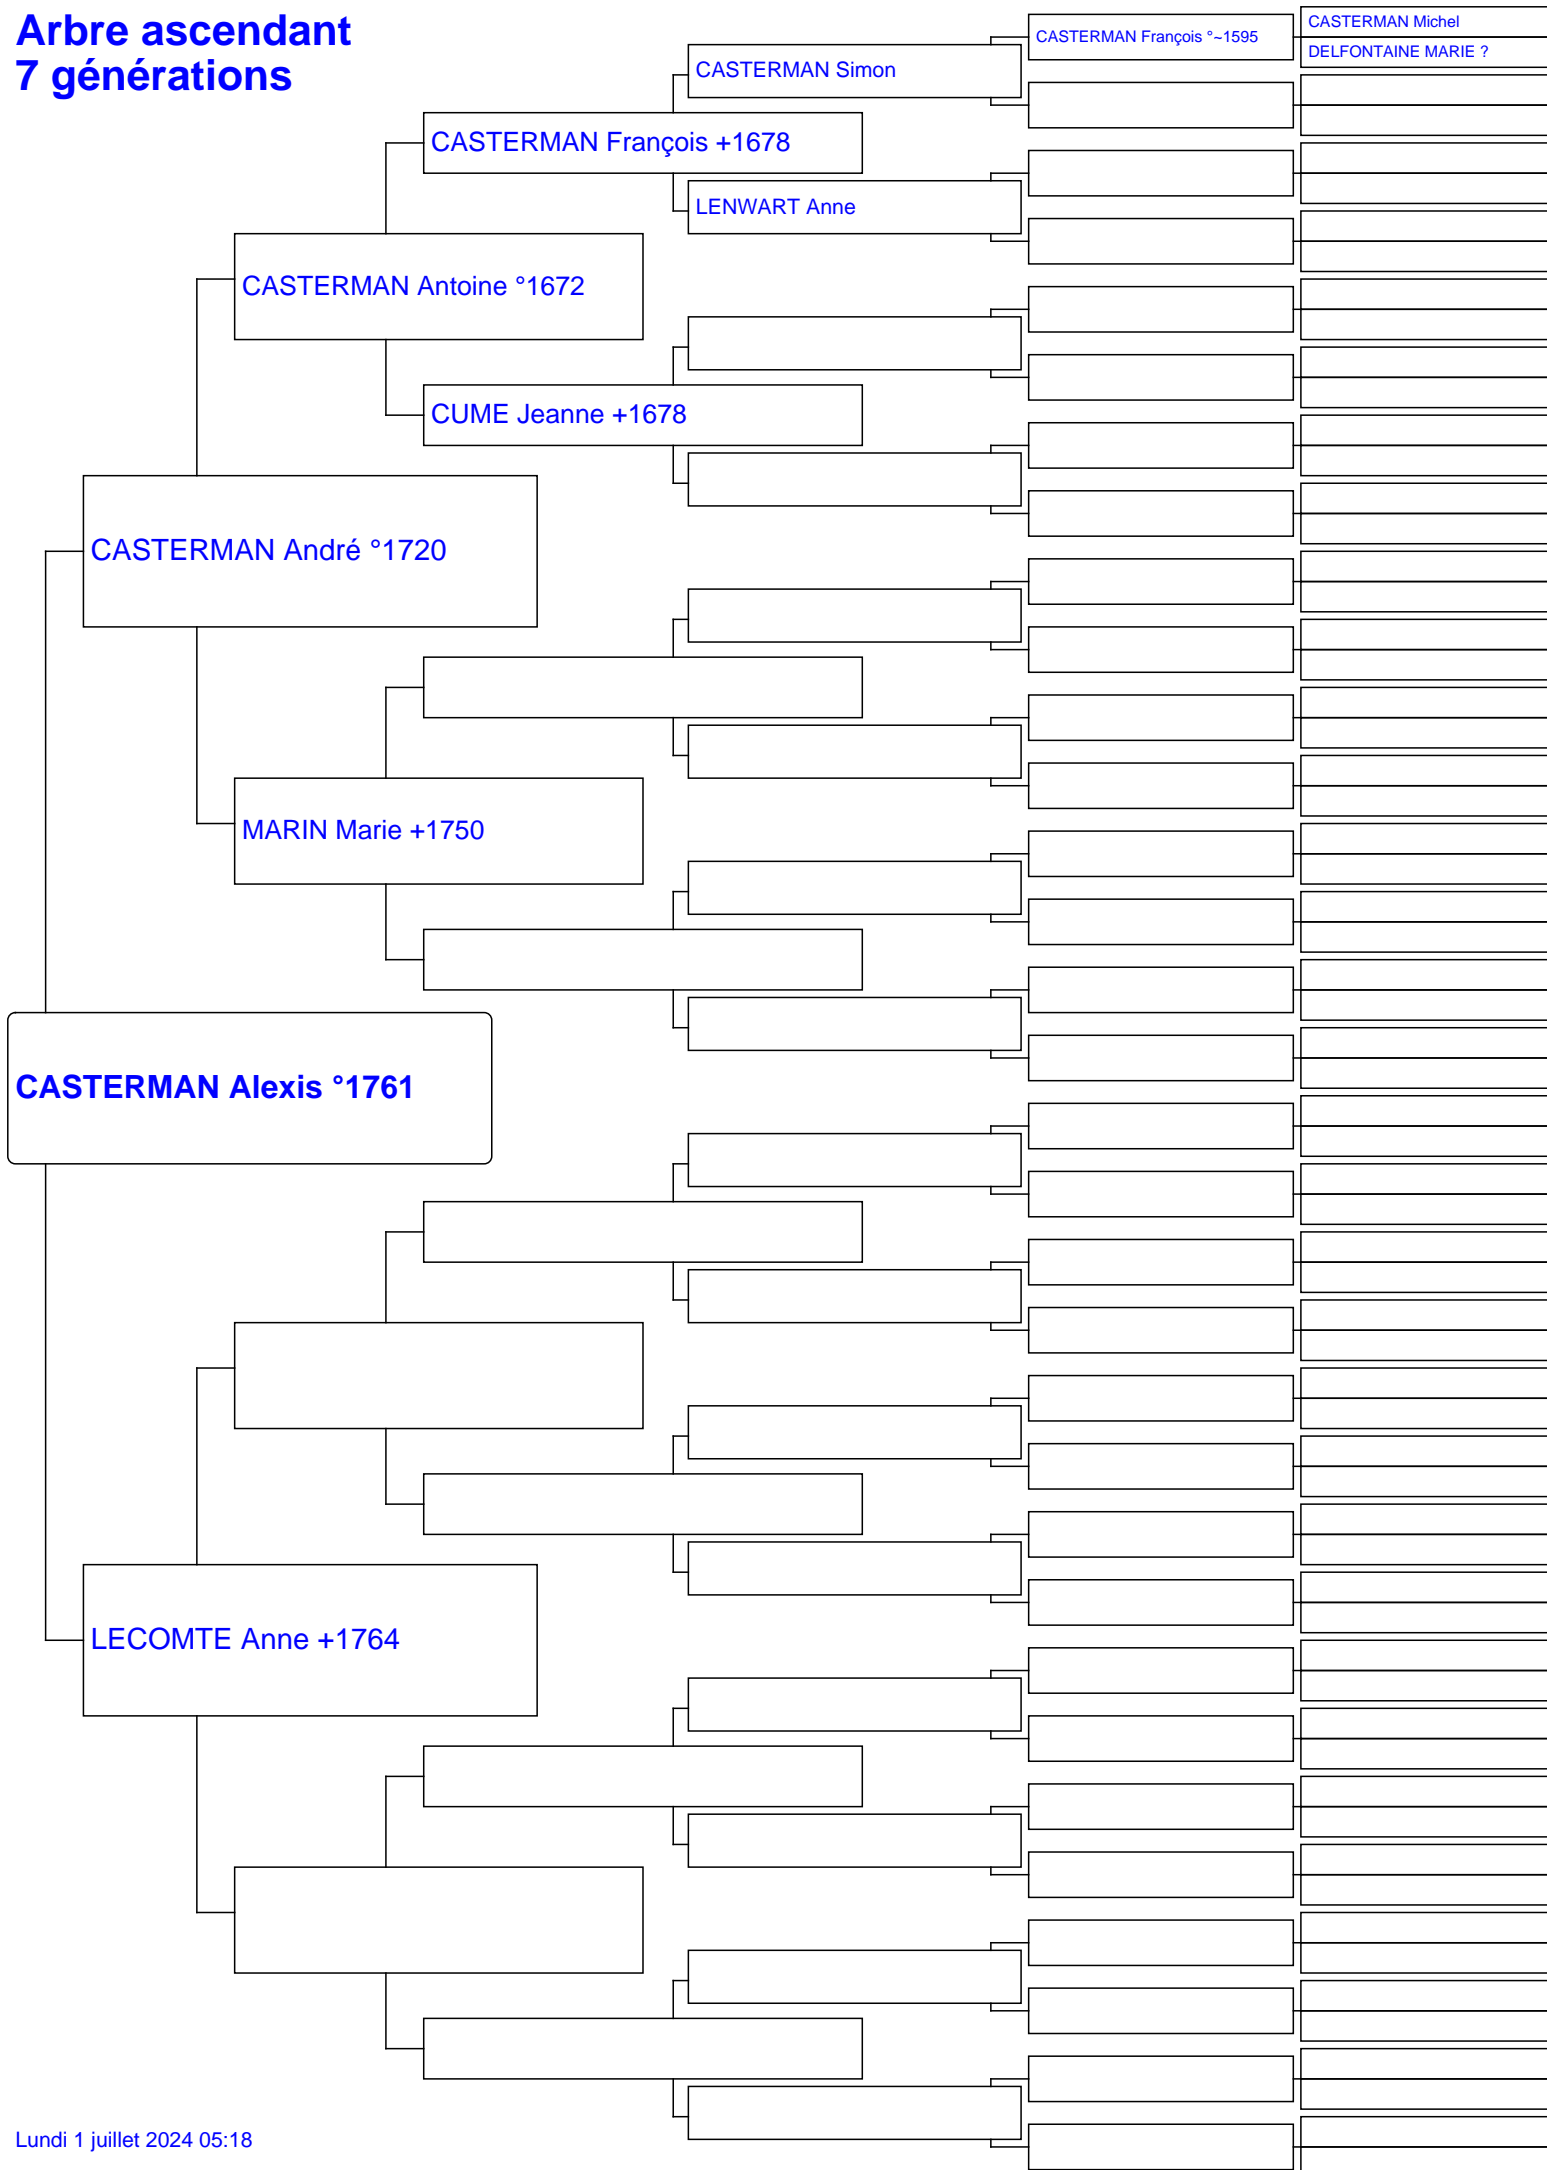 Arbre ascendant
7 générations
CASTERMAN François °~1595
CASTERMAN Michel
DELFONTAINE MARIE ?
CASTERMAN Simon
CASTERMAN François +1678
LENWART Anne
CASTERMAN Antoine °1672
CUME Jeanne +1678
CASTERMAN André °1720
MARIN Marie +1750
CASTERMAN Alexis °1761
LECOMTE Anne +1764
Lundi 1 juillet 2024 05:18